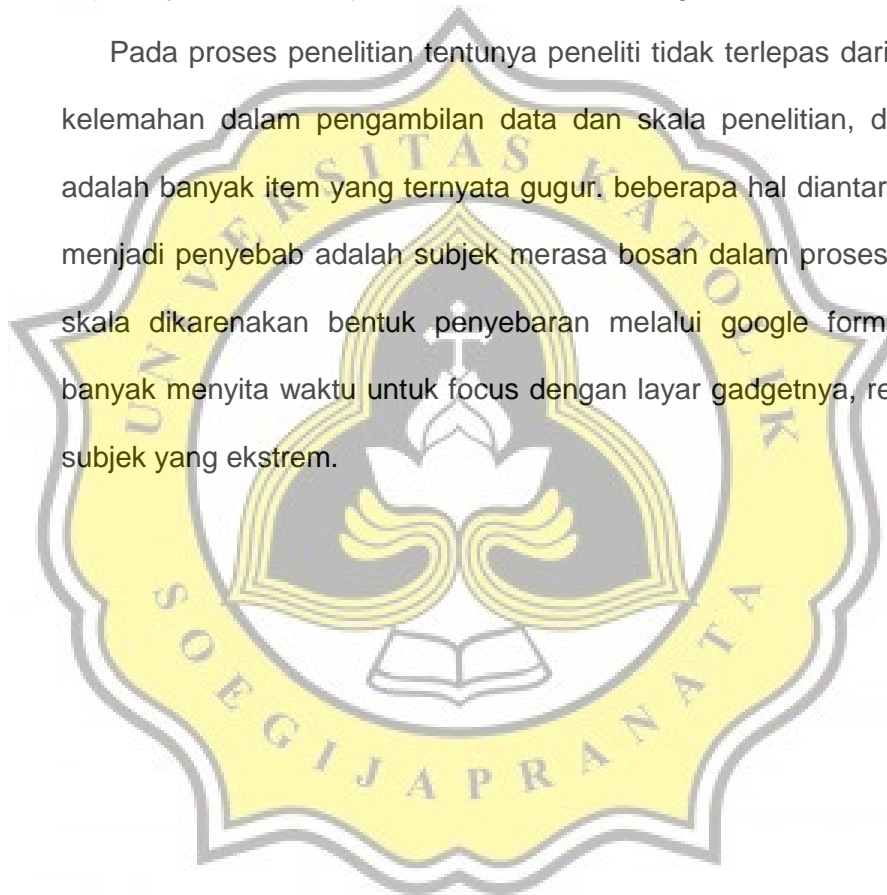 Pada proses penelitian tentunya peneliti tidak terlepas dari
kelemahan dalam pengambilan data dan skala penelitian, d
adalah banyak item yang ternyata gugur. beberapa hal diantar
menjadi penyebab adalah subjek merasa bosan dalam proses
skala dikarenakan bentuk penyebaran melalui google form
banyak menyita waktu untuk focus dengan layar gadgetnya, re
subjek yang ekstrem.
UNIVERSITAS KATOLIK
SOEGIJAPRANATA